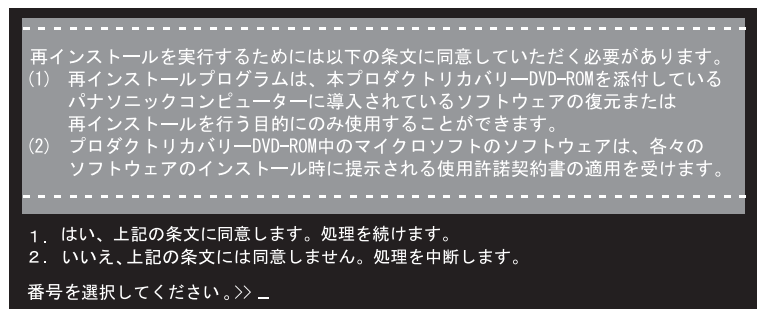 再インストールを実行するためには以下の条文に同意していただく必要があります。
(1) 再インストールプログラムは、本プロダクトリカバリーDVD-ROMを添付している
パナソニックコンピューターに導入されているソフトウェアの復元または
再インストールを行う目的にのみ使用することができます。
(2) プロダクトリカバリーDVD-ROM中のマイクロソフトのソフトウェアは、各々の
ソフトウェアのインストール時に提示される使用許諾契約書の適用を受けます。
1. はい、上記の条文に同意します。処理を続けます。
2. いいえ、上記の条文には同意しません。処理を中断します。
番号を選択してください。>> _